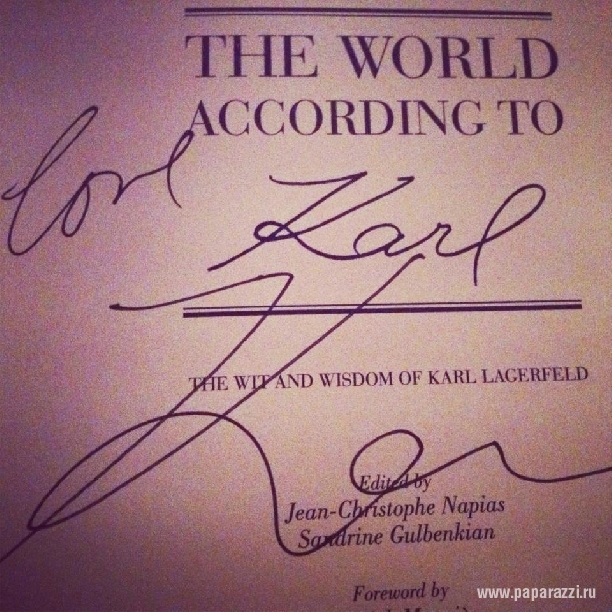 THE WORLD
ACCORDING TO
Love
Karl
THE WIT AND WISDOM OF KARL LAGERFELD
Edited by
Jean-Christophe Napias
Sandrine Gulbenkian
Foreword by
www.paparazzi.ru